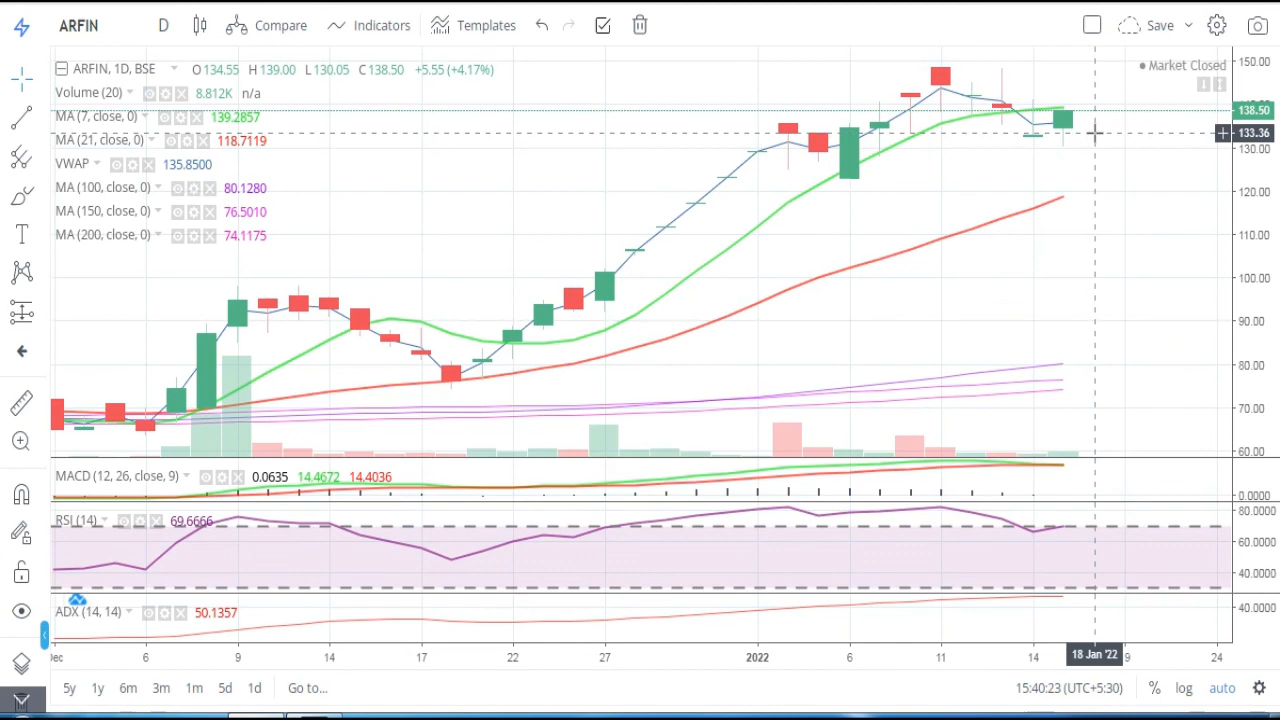 ARFIN D Compare Indicators Templates Save
ARFIN, 1D, BSE O 134.55 H 139.00 L 130.05 C 138.50 +5.55 (+4.17%)
Market Closed
Volume (20) 8.812K n/a
MA (7, close, 0) 139.2857
MA (21, close, 0) 118.7119
VWAP 135.8500
MA (100, close, 0) 80.1280
MA (150, close, 0) 76.5010
MA (200, close, 0) 74.1175
150.00
138.50
133.36
130.00
120.00
110.00
100.00
90.00
80.00
70.00
60.00
MACD (12, 26, close, 9) 0.0635 14.4672 14.4036
0.0000
RSI (14) 69.6666
80.0000
60.0000
40.0000
ADX (14, 14) 50.1357
40.0000
Dec 6 9 14 17 22 27 2022 6 11 14 18 Jan '22 24
5y 1y 6m 3m 1m 5d 1d Go to... 15:40:23 (UTC+5:30) % log auto